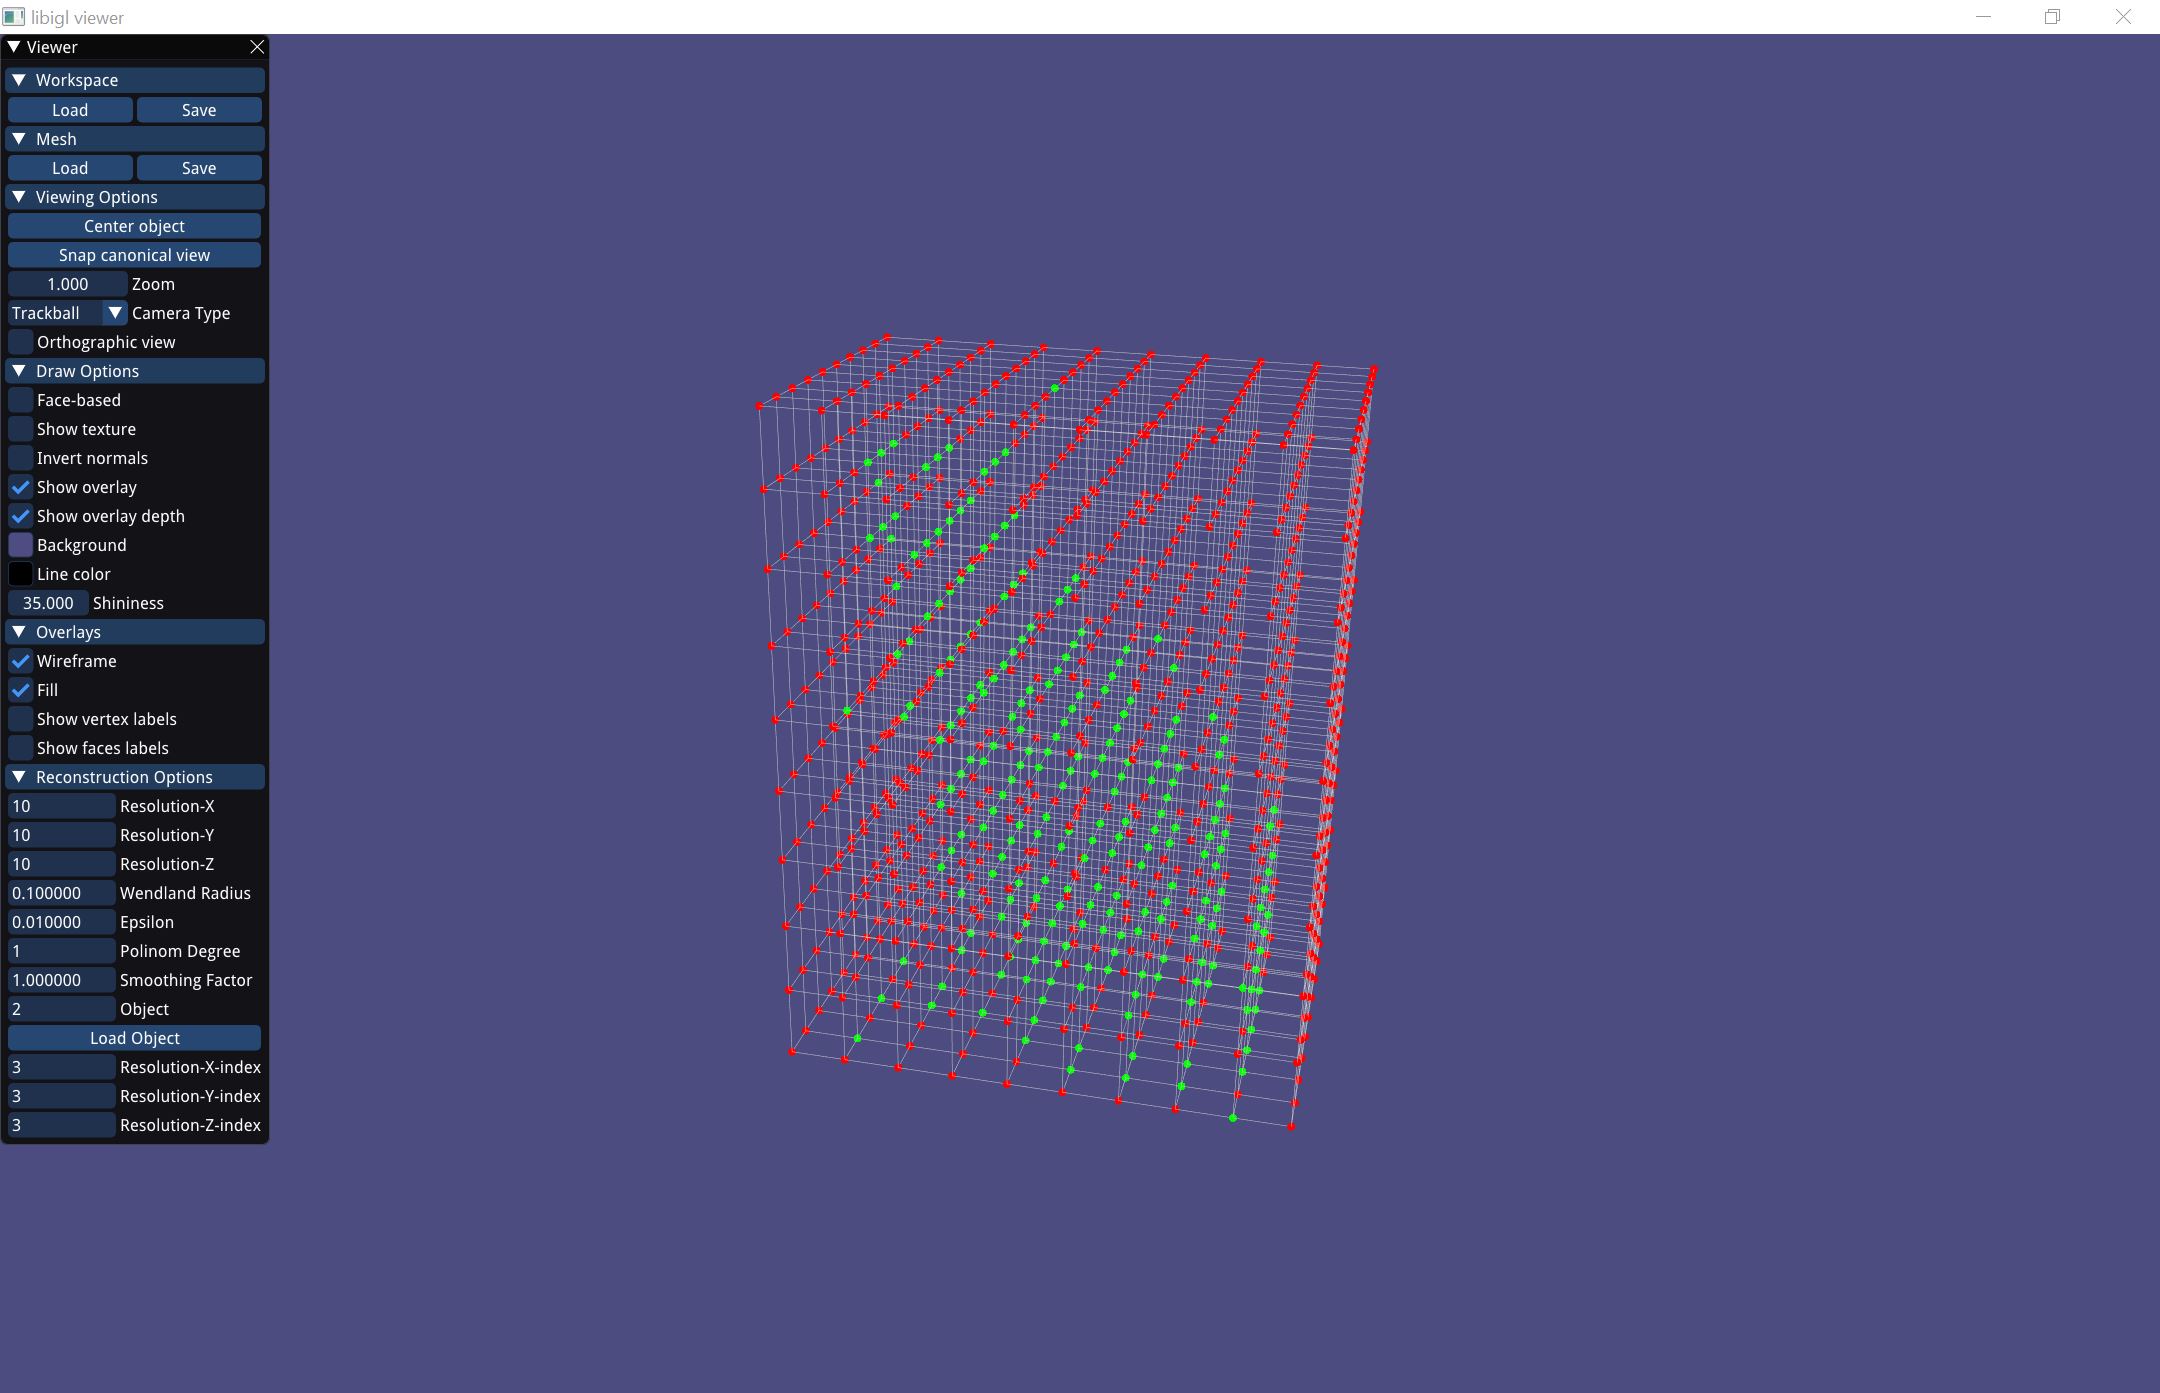 libigl viewer
Viewer
Workspace
Load Save
Mesh
Load Save
Viewing Options
Center object
Snap canonical view
1.000 Zoom
Trackball Camera Type
Orthographic view
Draw Options
Face-based
Show texture
Invert normals
Show overlay
Show overlay depth
Background
Line color
35.000 Shininess
Overlays
Wireframe
Fill
Show vertex labels
Show faces labels
Reconstruction Options
10 Resolution-X
10 Resolution-Y
10 Resolution-Z
0.100000 Wendland Radius
0.010000 Epsilon
1 Polinom Degree
1.000000 Smoothing Factor
2 Object
Load Object
3 Resolution-X-index
3 Resolution-Y-index
3 Resolution-Z-index